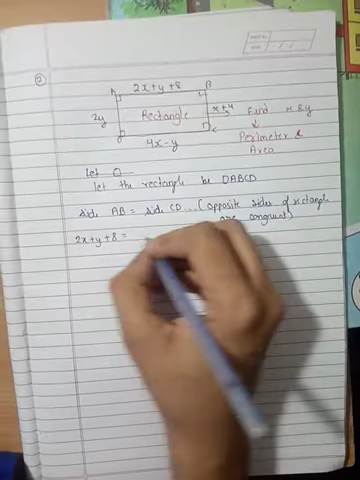 ②
2x+y+8
A B
2y Rectangle x+4 Find x & y
D C Perimeter &
4x-y Area
Let
let the rectangle be □ABCD
side AB = side CD ... (opposite sides of rectangle
are congruent)
2x+y+8 =